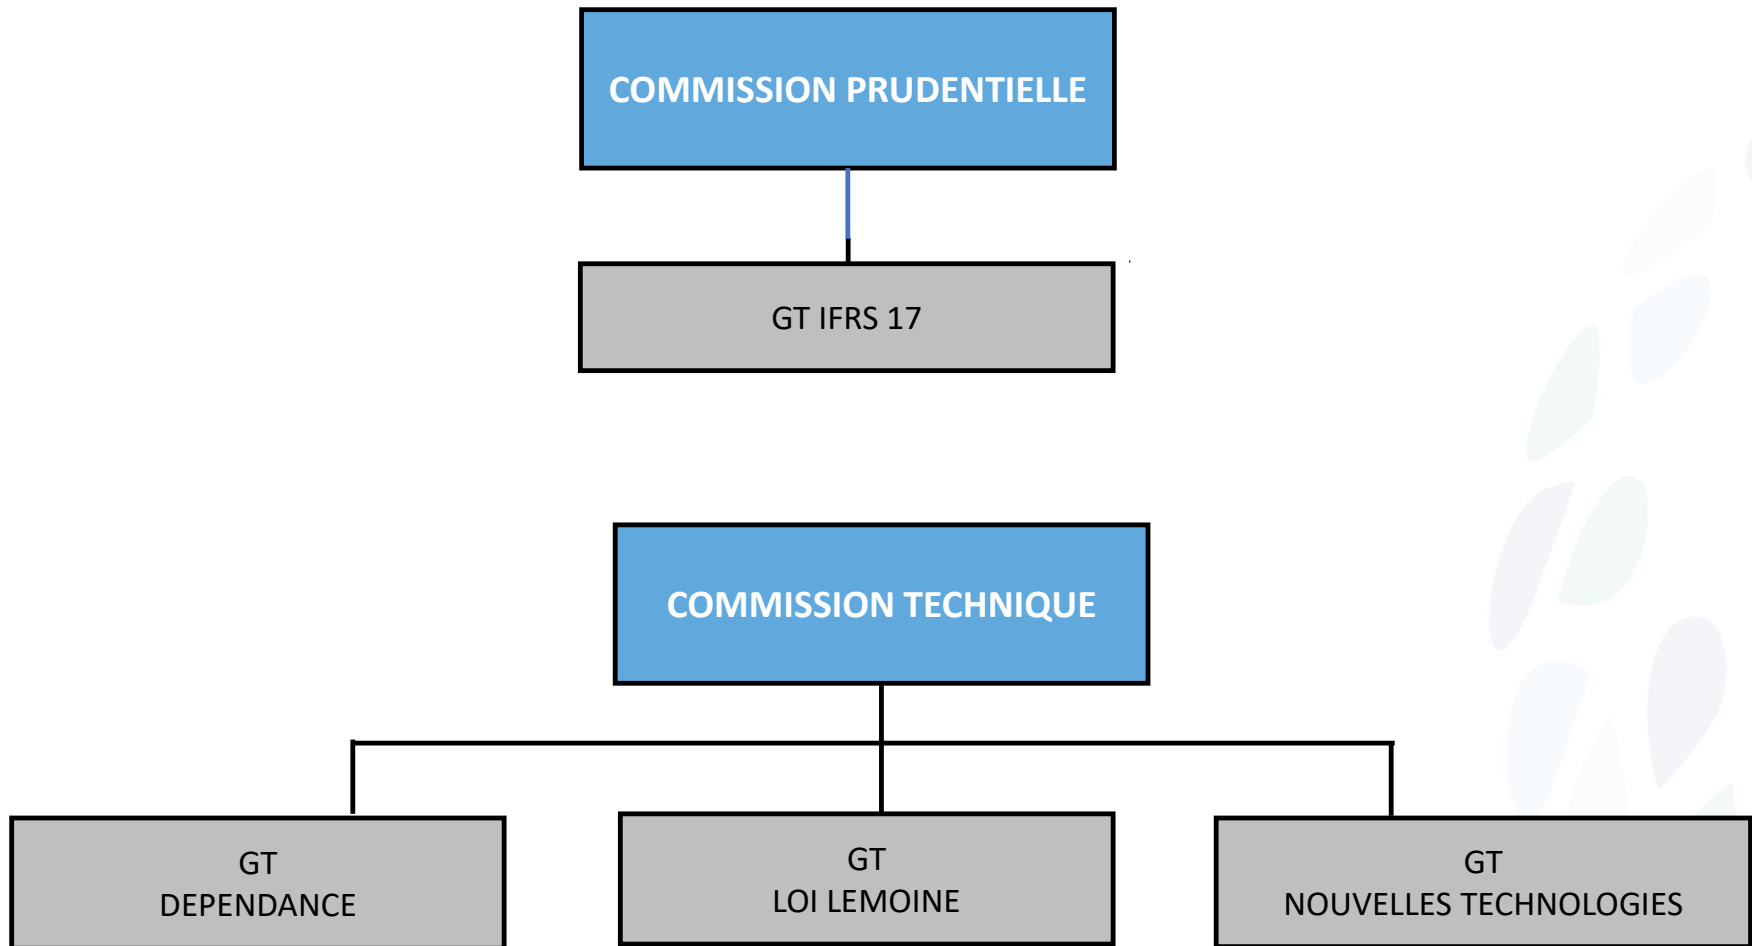 COMMISSION PRUDENTIELLE
GT IFRS 17
COMMISSION TECHNIQUE
GT
DEPENDANCE
GT
LOI LEMOINE
GT
NOUVELLES TECHNOLOGIES